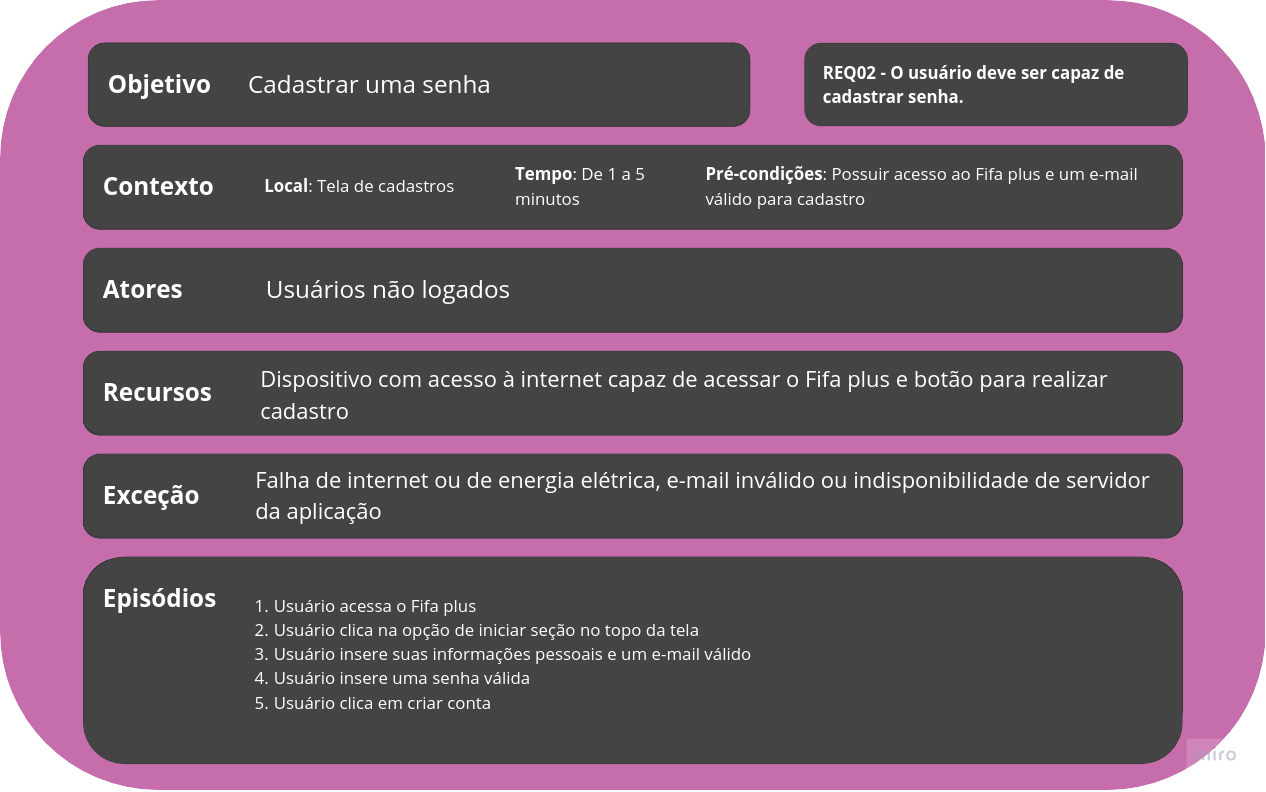 Objetivo Cadastrar uma senha
REQ02 - O usuário deve ser capaz de
cadastrar senha.
Contexto
Local: Tela de cadastros
Tempo: De 1 a 5
minutos
Pré-condições: Possuir acesso ao Fifa plus e um e-mail
válido para cadastro
Atores Usuários não logados
Recursos
Dispositivo com acesso à internet capaz de acessar o Fifa plus e botão para realizar
cadastro
Exceção
Falha de internet ou de energia elétrica, e-mail inválido ou indisponibilidade de servidor
da aplicação
Episódios
1. Usuário acessa o Fifa plus
2. Usuário clica na opção de iniciar seção no topo da tela
3. Usuário insere suas informações pessoais e um e-mail válido
4. Usuário insere uma senha válida
5. Usuário clica em criar conta
miro